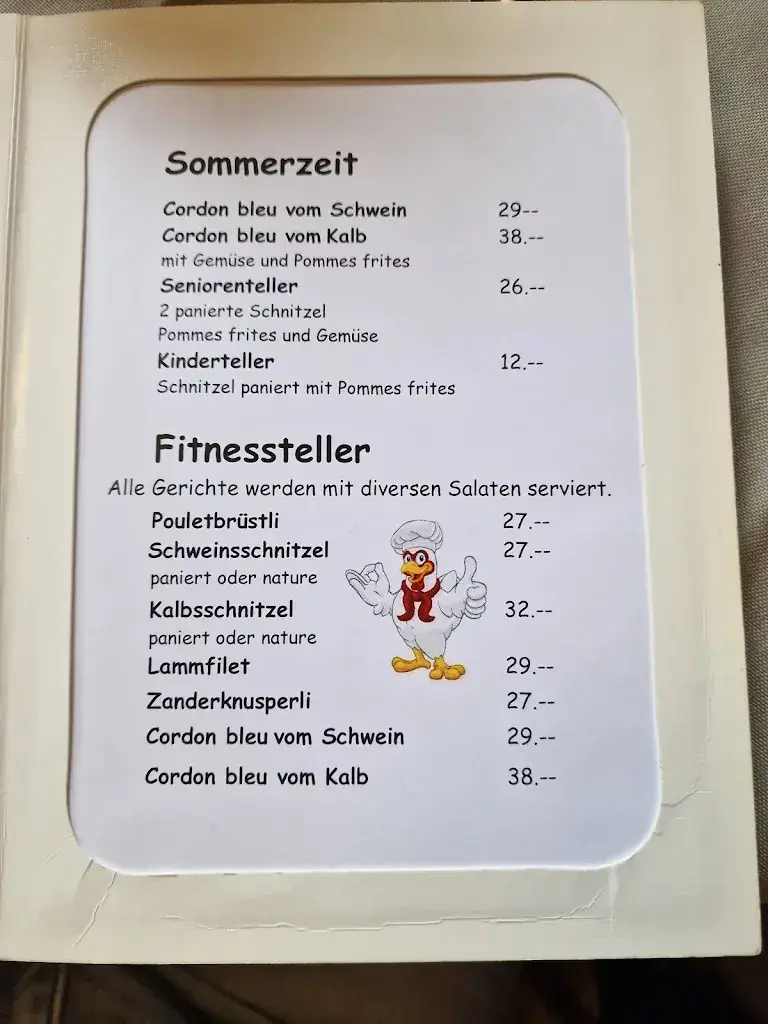 Sommerzeit
Cordon bleu vom Schwein 29--
Cordon bleu vom Kalb 38.--
mit Gemüse und Pommes frites
Seniorenteller 26.--
2 panierte Schnitzel
Pommes frites und Gemüse
Kinderteller 12.--
Schnitzel paniert mit Pommes frites
Fitnessteller
Alle Gerichte werden mit diversen Salaten serviert.
Pouletbrüstli 27.--
Schweinsschnitzel 27.--
paniert oder nature
Kalbsschnitzel 32.--
paniert oder nature
Lammfilet 29.--
Zanderknusperli 27.--
Cordon bleu vom Schwein 29.--
Cordon bleu vom Kalb 38.--